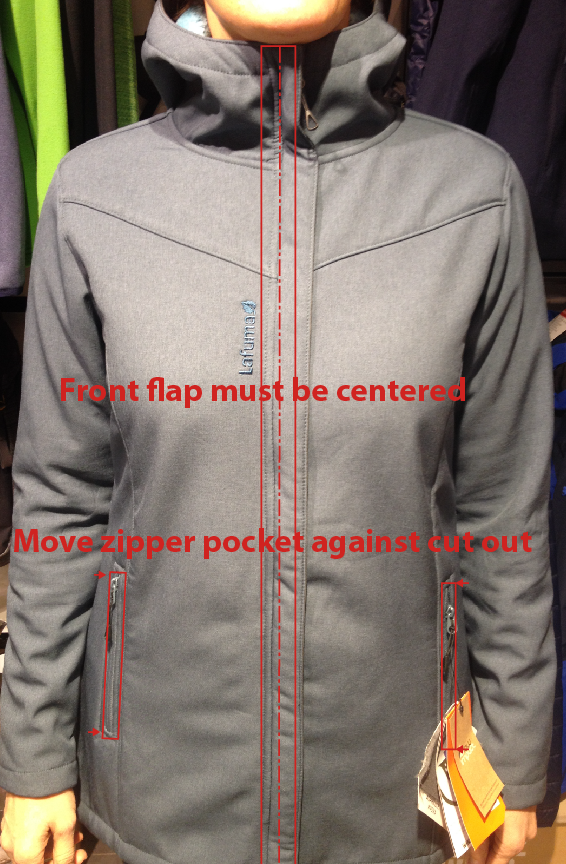 Lafuma
Front flap must be centered
Move zipper pocket against cut out